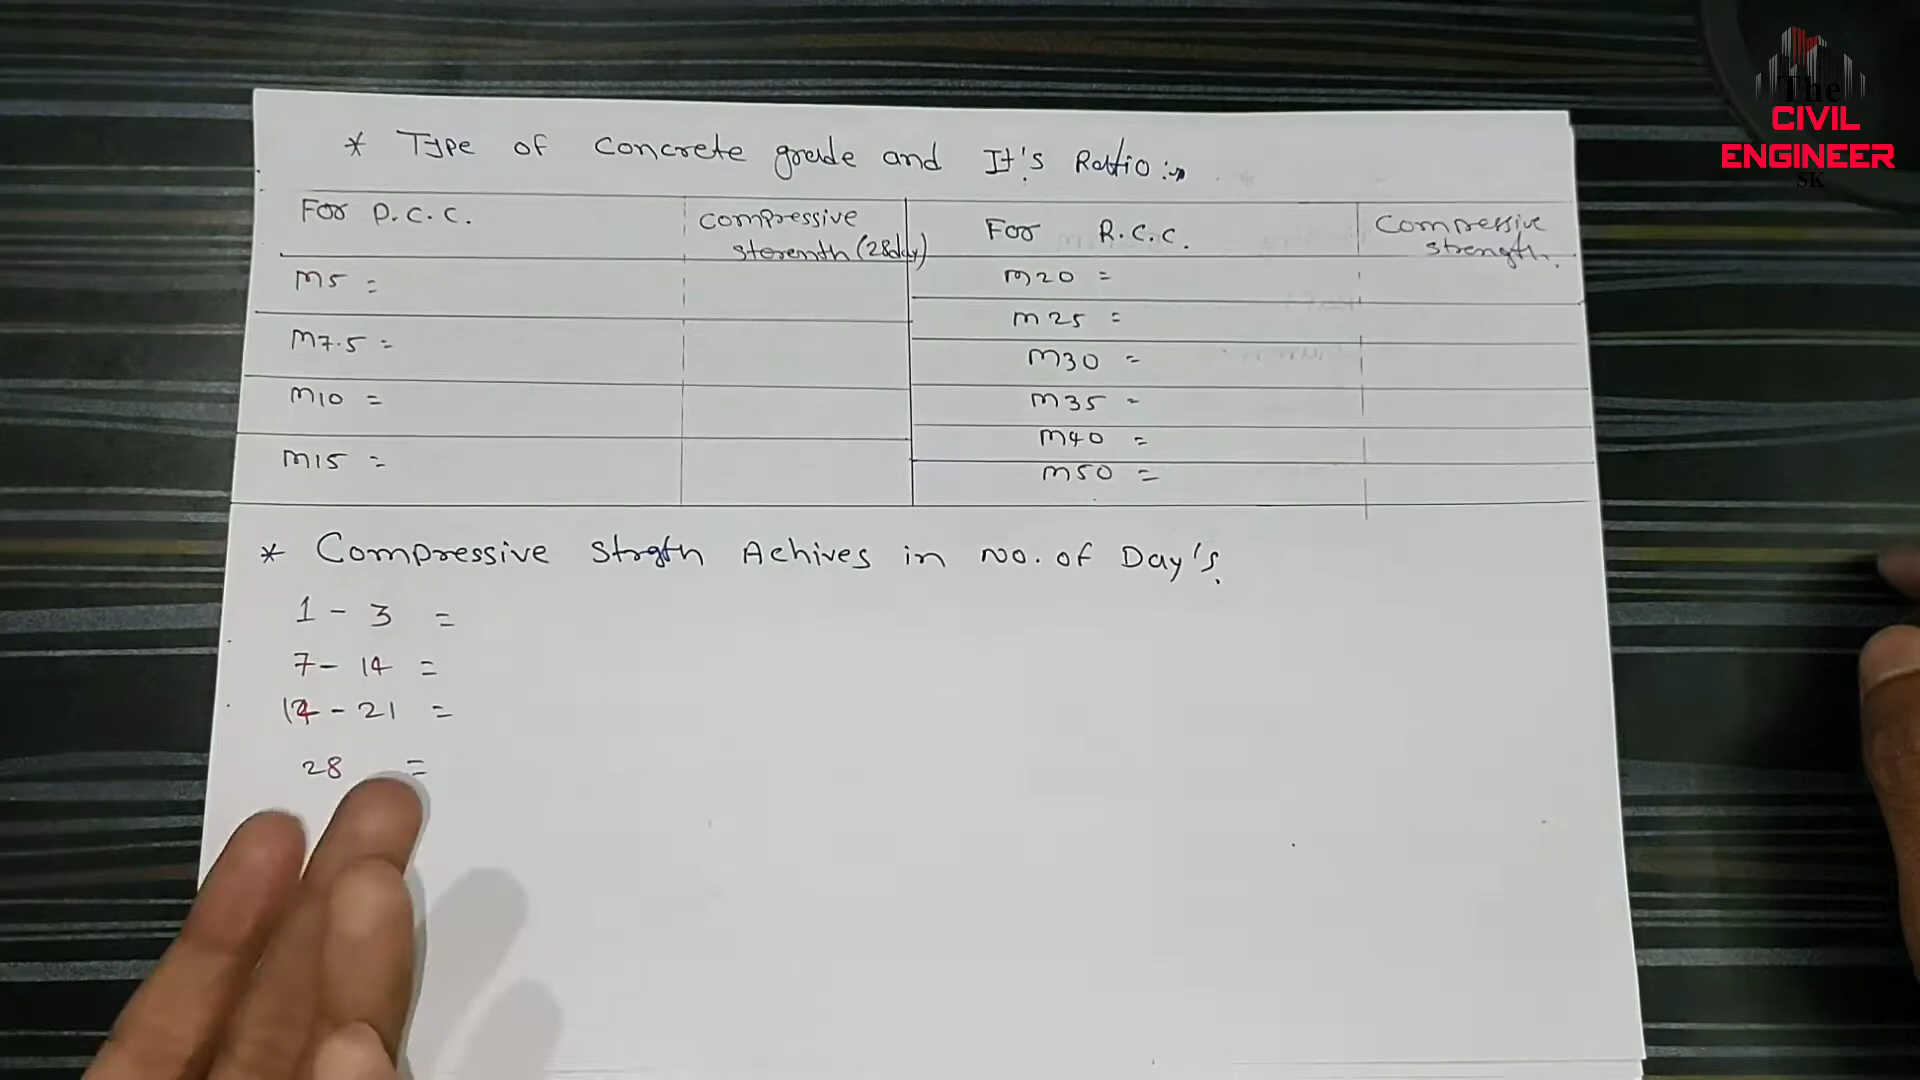 * Type of concrete grade and It's Ratio :-
For P.C.C.
compressive
sterenth (28day)
For R.C.C.
Compressive
strength.
M5 =
M7.5 =
M10 =
M15 =
M20 =
M25 =
M30 =
M35 =
M40 =
M50 =
* Compressive Strgth Achives in No. of Day's.
1 - 3 =
7 - 14 =
14 - 21 =
28 =
The
CIVIL
ENGINEER
SK